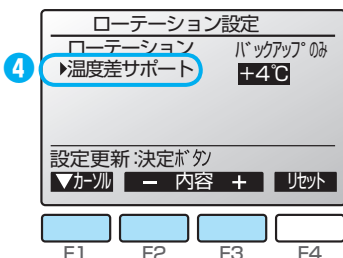 ローテーション設定
ローテーション バックアップのみ
4 ▶温度差サポート +4℃
設定更新:決定ボタン
▼カーソル − 内容 + リセット
F1 F2 F3 F4